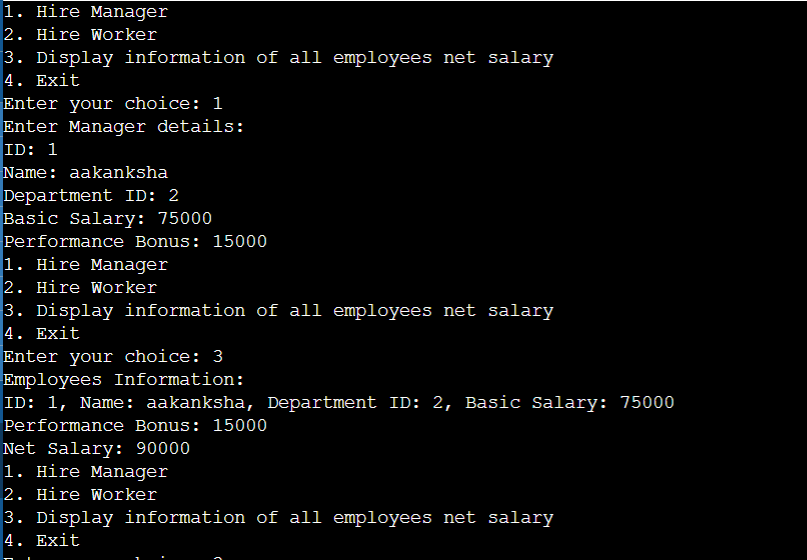 1. Hire Manager
2. Hire Worker
3. Display information of all employees net salary
4. Exit
Enter your choice: 1
Enter Manager details:
ID: 1
Name: aakanksha
Department ID: 2
Basic Salary: 75000
Performance Bonus: 15000
1. Hire Manager
2. Hire Worker
3. Display information of all employees net salary
4. Exit
Enter your choice: 3
Employees Information:
ID: 1, Name: aakanksha, Department ID: 2, Basic Salary: 75000
Performance Bonus: 15000
Net Salary: 90000
1. Hire Manager
2. Hire Worker
3. Display information of all employees net salary
4. Exit